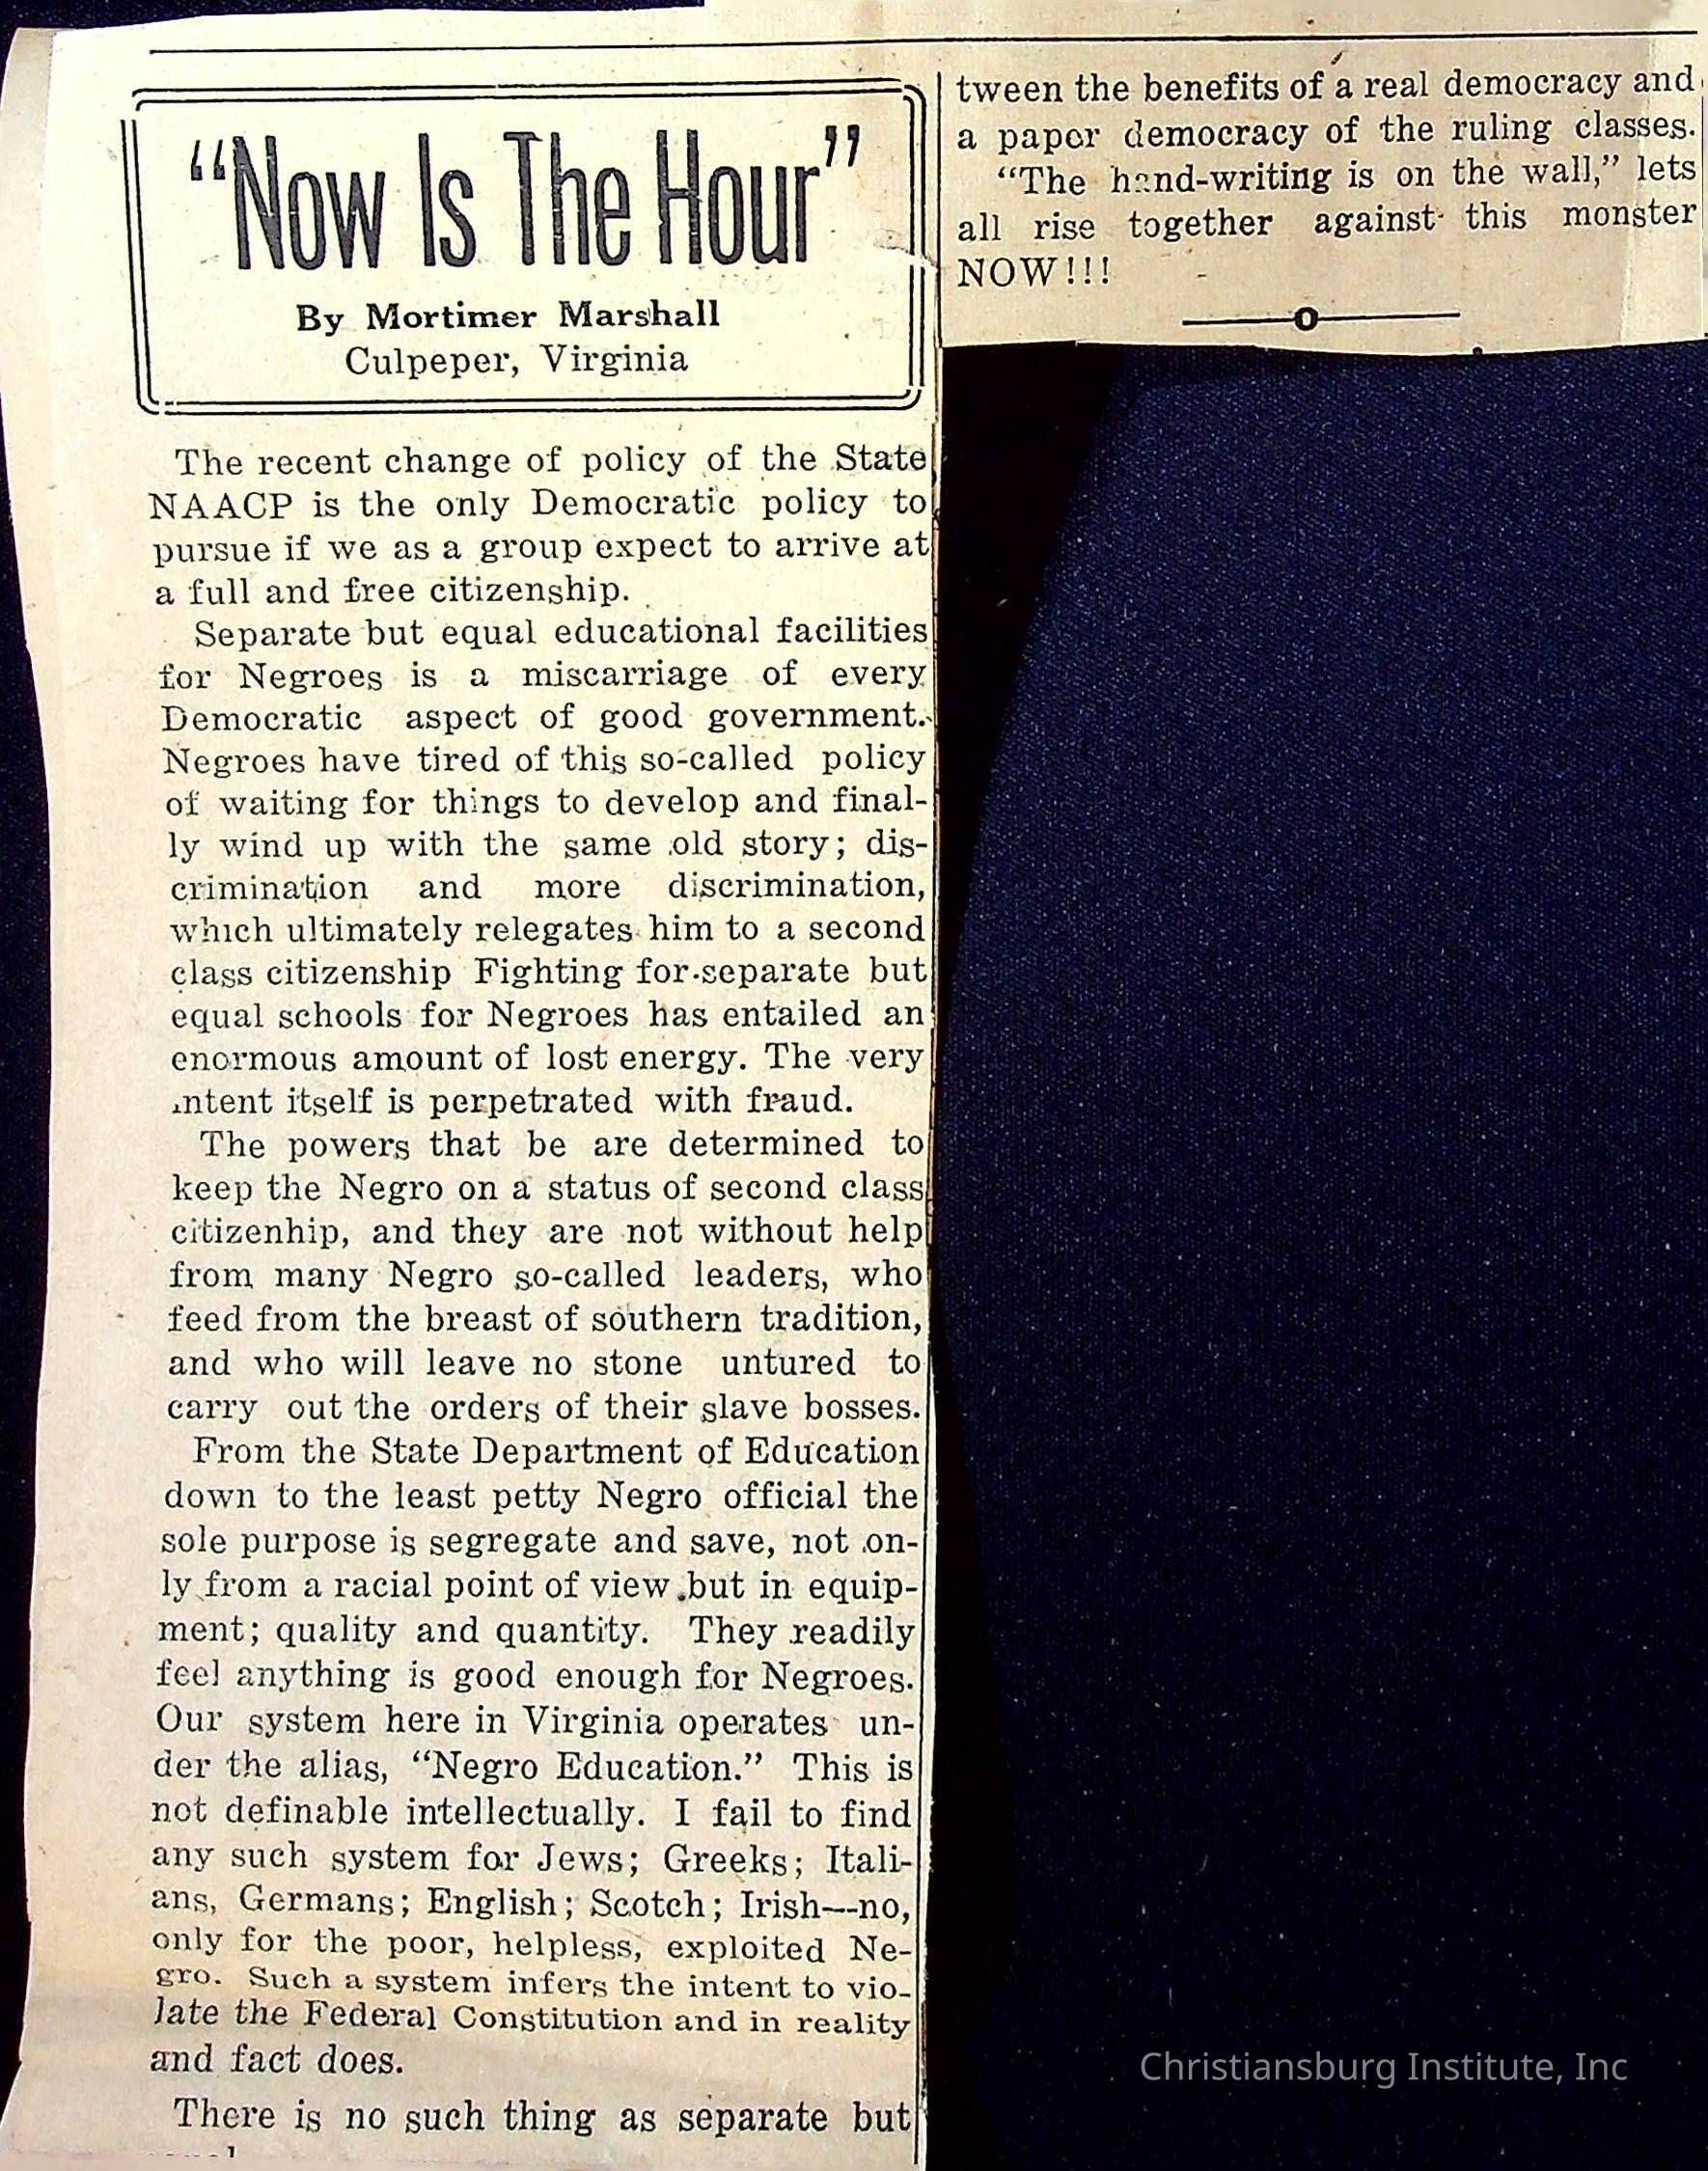 “Now Is The Hour”
By Mortimer Marshall
Culpeper, Virginia
The recent change of policy of the State
NAACP is the only Democratic policy to
pursue if we as a group expect to arrive at
a full and free citizenship.
Separate but equal educational facilities
for Negroes is a miscarriage of every
Democratic aspect of good government.
Negroes have tired of this so-called policy
of waiting for things to develop and final-
ly wind up with the same old story; dis-
crimination and more discrimination,
which ultimately relegates him to a second
class citizenship Fighting for separate but
equal schools for Negroes has entailed an
enormous amount of lost energy. The very
intent itself is perpetrated with fraud.
The powers that be are determined to
keep the Negro on a status of second class
citizenhip, and they are not without help
from many Negro so-called leaders, who
feed from the breast of southern tradition,
and who will leave no stone untured to
carry out the orders of their slave bosses.
From the State Department of Education
down to the least petty Negro official the
sole purpose is segregate and save, not on-
ly from a racial point of view but in equip-
ment; quality and quantity. They readily
feel anything is good enough for Negroes.
Our system here in Virginia operates un-
der the alias, “Negro Education.” This is
not definable intellectually. I fail to find
any such system for Jews; Greeks; Itali-
ans, Germans; English; Scotch; Irish—no,
only for the poor, helpless, exploited Ne-
gro. Such a system infers the intent to vio-
late the Federal Constitution and in reality
and fact does.
There is no such thing as separate but
tween the benefits of a real democracy and
a paper democracy of the ruling classes.
“The hand-writing is on the wall,” lets
all rise together against this monster
NOW!!!
Christiansburg Institute, Inc